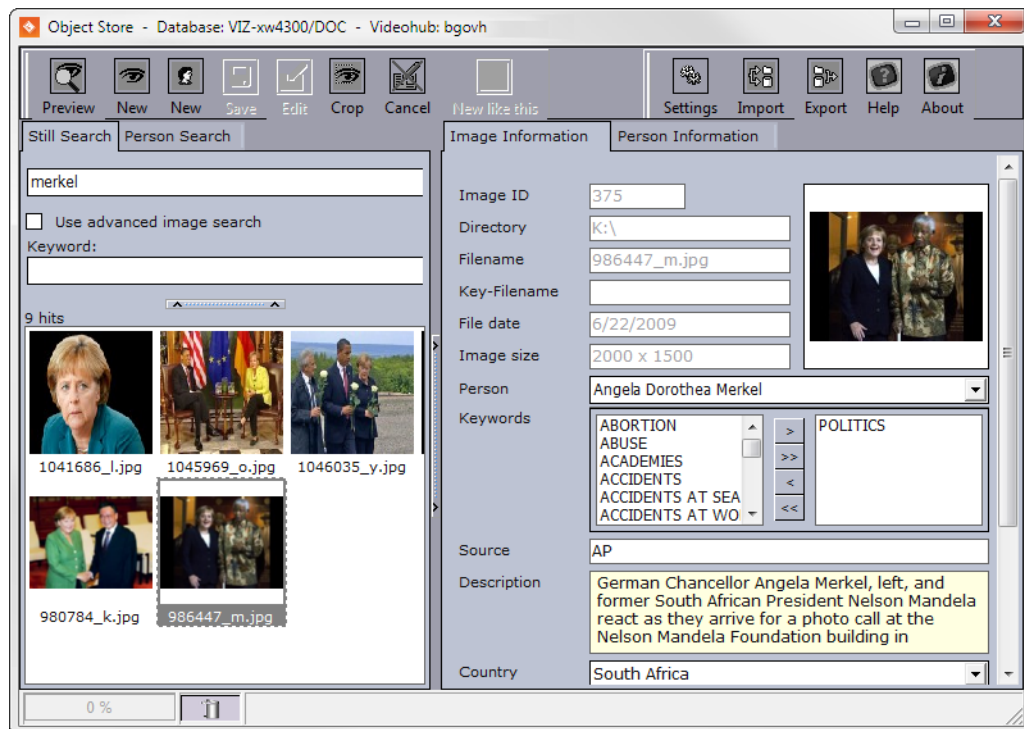 Object Store - Database: VIZ-xw4300/DOC - Videohub: bgovh
Preview New New Save Edit Crop Cancel New like this Settings Import Export Help About
Still Search Person Search
merkel
Use advanced image search
Keyword:
9 hits
1041686_l.jpg 1045969_o.jpg 1046035_y.jpg
980784_k.jpg 986447_m.jpg
Image Information Person Information
Image ID 375
Directory K:\
Filename 986447_m.jpg
Key-Filename
File date 6/22/2009
Image size 2000 x 1500
Person Angela Dorothea Merkel
Keywords
ABORTION
ABUSE
ACADEMIES
ACCIDENTS
ACCIDENTS AT SEA
ACCIDENTS AT WO
>
>>
<
<<
POLITICS
Source AP
Description German Chancellor Angela Merkel, left, and
former South African President Nelson Mandela
react as they arrive for a photo call at the
Nelson Mandela Foundation building in
Country South Africa
0 %